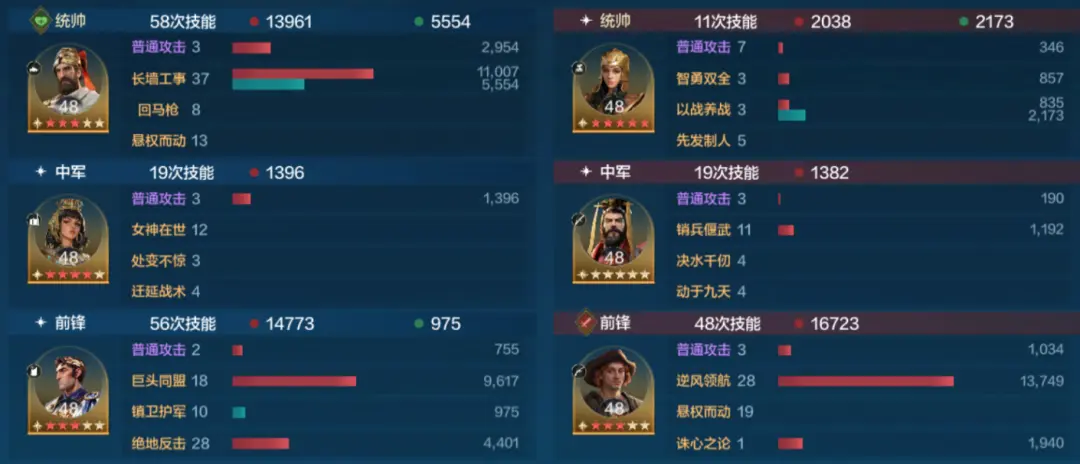 统帅 58次技能 13961 5554
普通攻击 3 2,954
长墙工事 37 11,007
5,554
回马枪 8
悬权而动 13
48
中军 19次技能 1396
普通攻击 3 1,396
女神在世 12
处变不惊 3
迂延战术 4
48
前锋 56次技能 14773 975
普通攻击 2 755
巨头同盟 18 9,617
镇卫护军 10 975
绝地反击 28 4,401
48
统帅 11次技能 2038 2173
普通攻击 7 346
智勇双全 3 857
以战养战 3 835
2,173
先发制人 5
48
中军 19次技能 1382
普通攻击 3 190
销兵偃武 11 1,192
决水千仞 4
动于九天 4
48
前锋 48次技能 16723
普通攻击 3 1,034
逆风领航 28 13,749
悬权而动 19
诛心之论 1 1,940
48